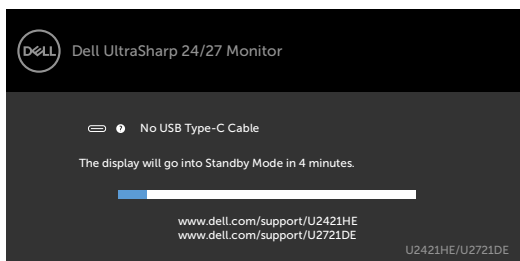 DELL Dell UltraSharp 24/27 Monitor
? No USB Type-C Cable
The display will go into Standby Mode in 4 minutes.
www.dell.com/support/U2421HE
www.dell.com/support/U2721DE
U2421HE/U2721DE